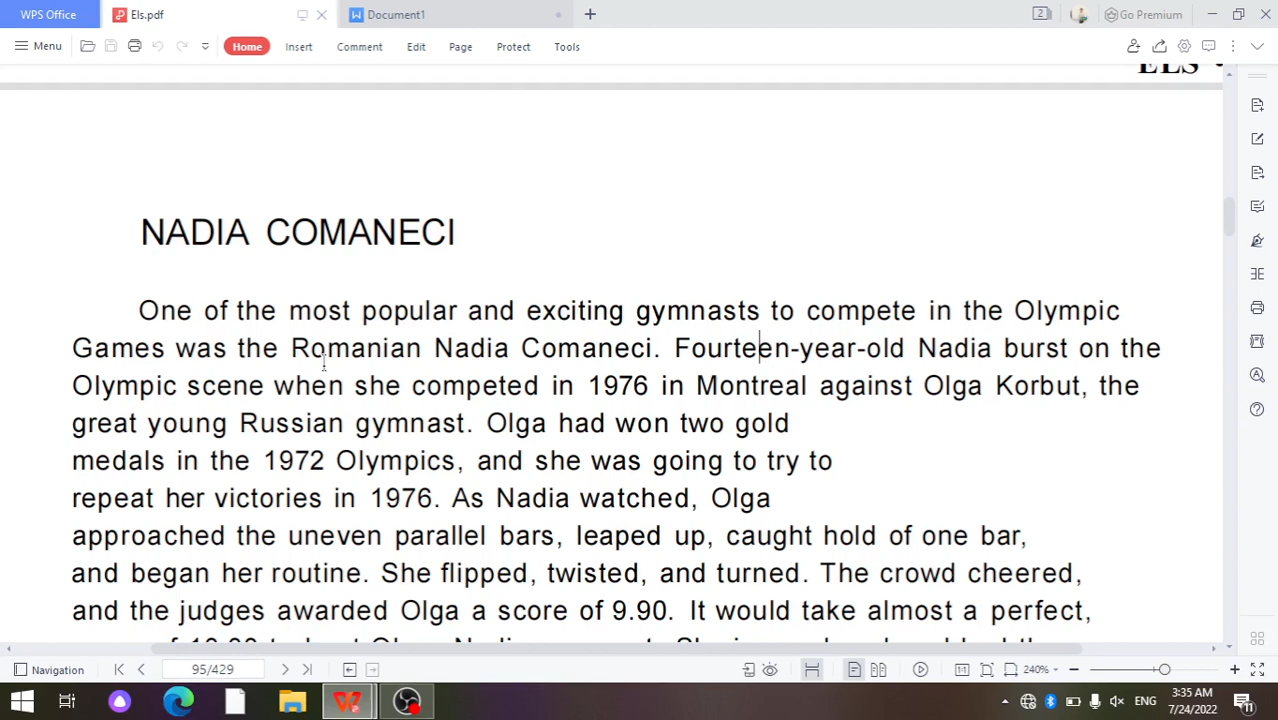 WPS Office
Els.pdf
Document1
2
Go Premium
Menu
Home
Insert
Comment
Edit
Page
Protect
Tools
ELS
NADIA COMANECI
One of the most popular and exciting gymnasts to compete in the Olympic
Games was the Romanian Nadia Comaneci. Fourteen-year-old Nadia burst on the
Olympic scene when she competed in 1976 in Montreal against Olga Korbut, the
great young Russian gymnast. Olga had won two gold
medals in the 1972 Olympics, and she was going to try to
repeat her victories in 1976. As Nadia watched, Olga
approached the uneven parallel bars, leaped up, caught hold of one bar,
and began her routine. She flipped, twisted, and turned. The crowd cheered,
and the judges awarded Olga a score of 9.90. It would take almost a perfect,
Navigation
95/429
240%
ENG
3:35 AM
7/24/2022
11